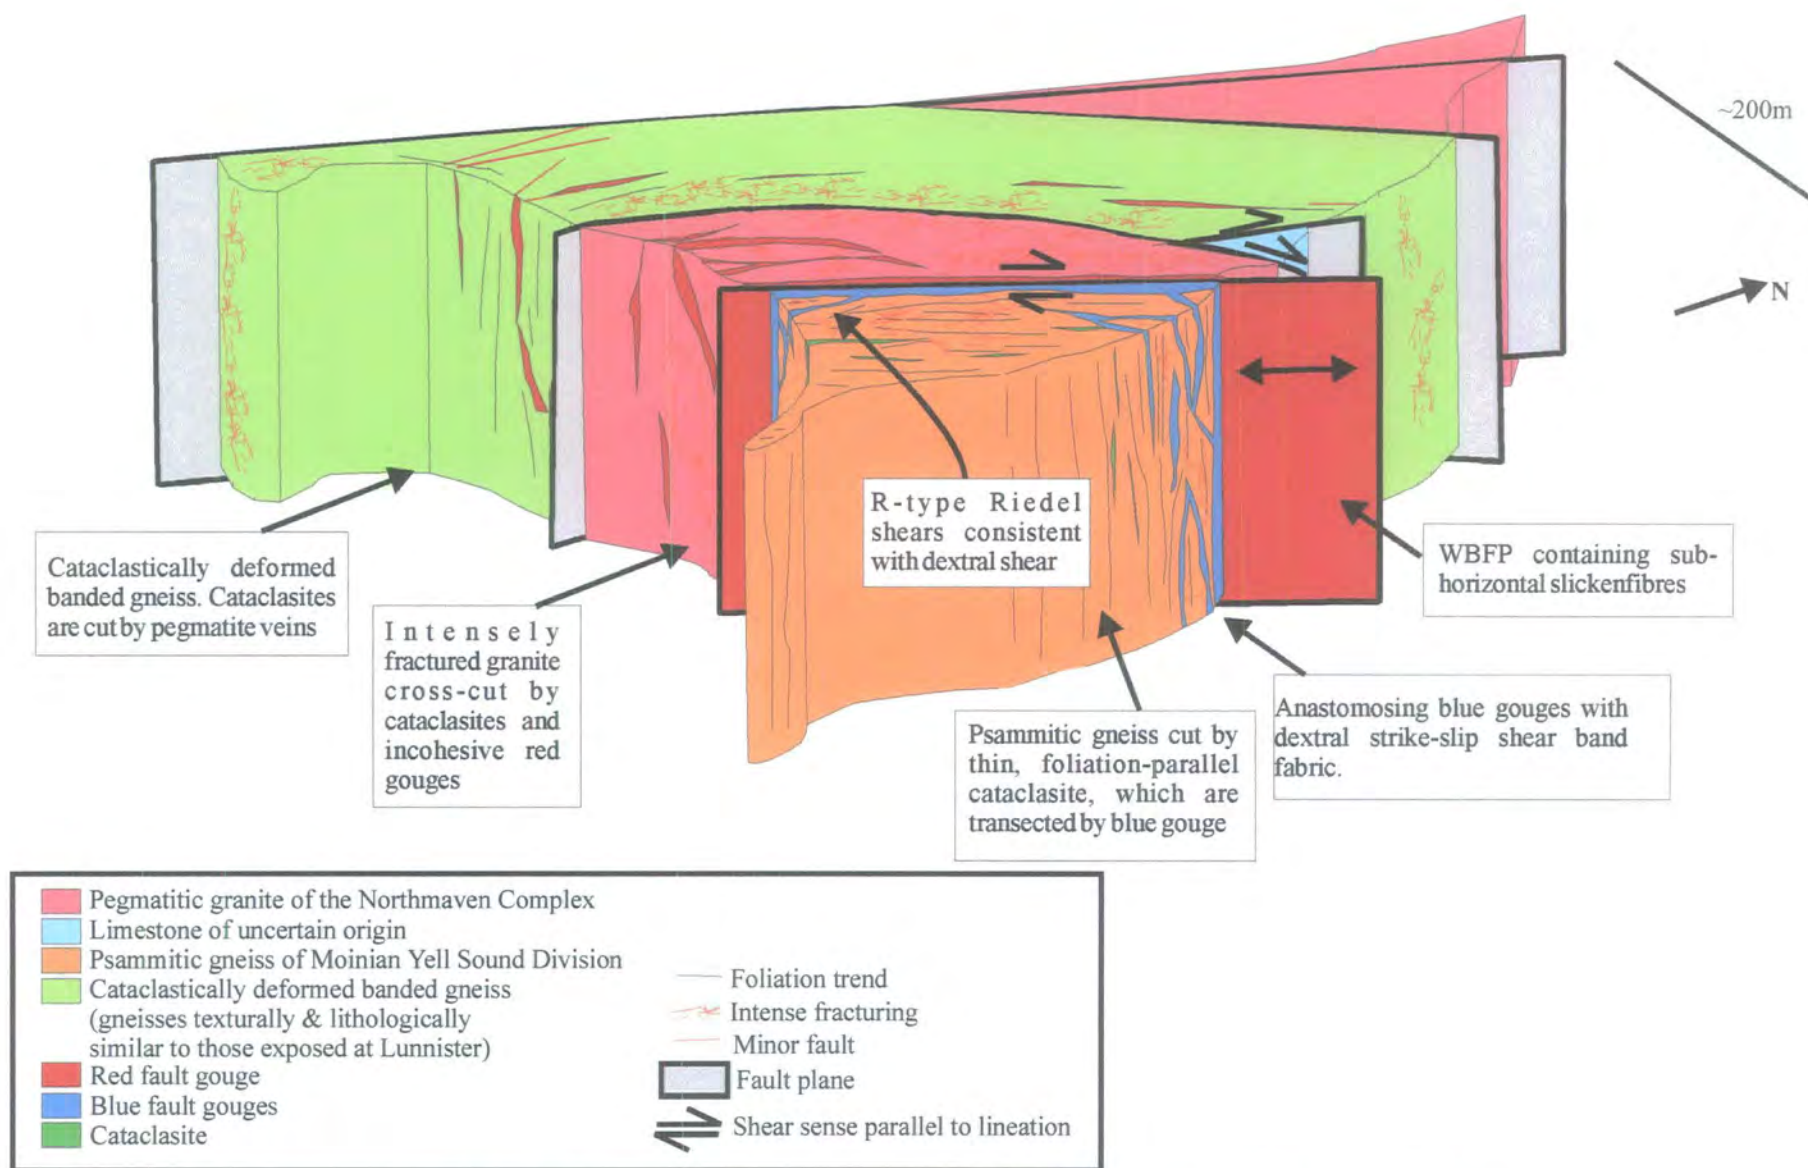 ~200m
N
R-type Riedel
shears consistent
with dextral shear
WBFP containing sub-
horizontal slickenfibres
Cataclastically deformed
banded gneiss. Cataclasites
are cut by pegmatite veins
Intensely
fractured granite
cross-cut by
cataclasites and
incohesive red
gouges
Psammitic gneiss cut by
thin, foliation-parallel
cataclasite, which are
transected by blue gouge
Anastomosing blue gouges with
dextral strike-slip shear band
fabric.
Pegmatitic granite of the Northmaven Complex
Limestone of uncertain origin
Psammitic gneiss of Moinian Yell Sound Division
Cataclastically deformed banded gneiss
(gneisses texturally & lithologically
similar to those exposed at Lunnister)
Red fault gouge
Blue fault gouges
Cataclasite
Foliation trend
Intense fracturing
Minor fault
Fault plane
Shear sense parallel to lineation